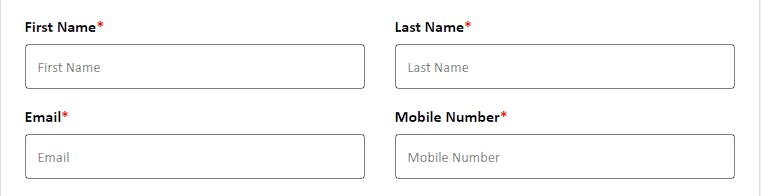 First Name* Last Name*
First Name Last Name
Email* Mobile Number*
Email Mobile Number